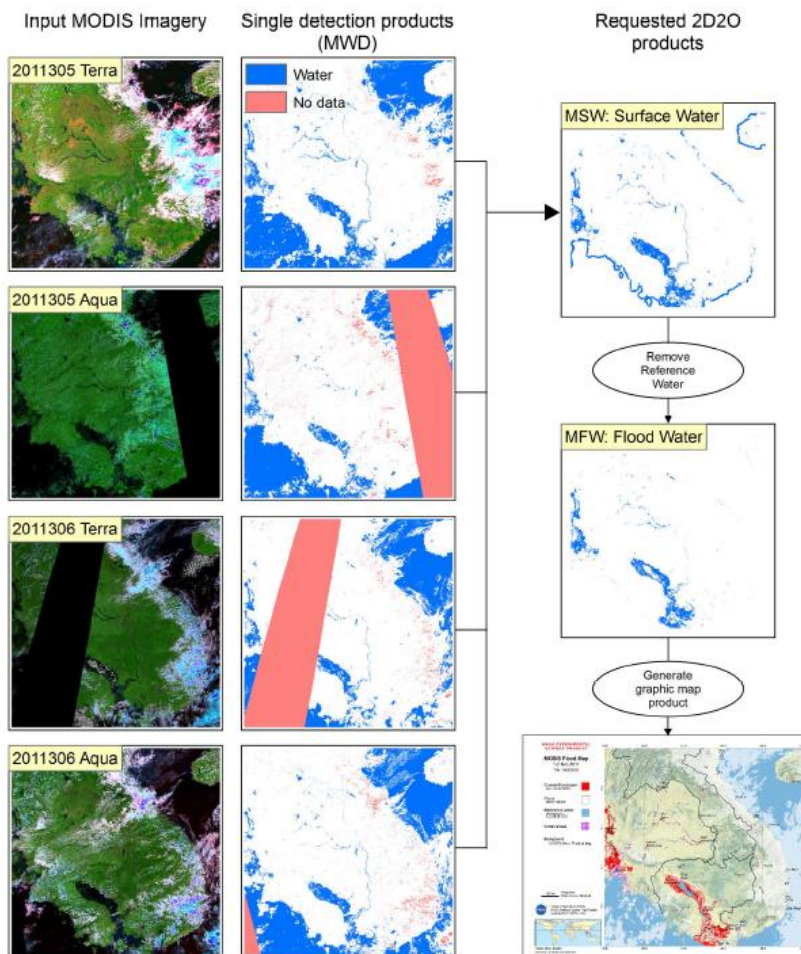 Input MODIS Imagery
Single detection products
(MWD)
Requested 2D2O
products
2011305 Terra
Water
No data
MSW: Surface Water
2011305 Aqua
Remove
Reference
Water
MFW: Flood Water
2011306 Terra
Generate
graphic map
product
2011306 Aqua
MODIS Flood Map